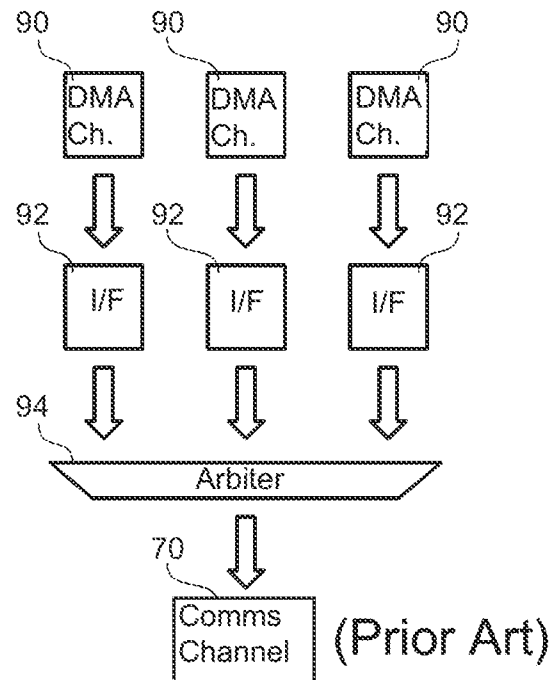 90 90 90
DMA Ch. DMA Ch. DMA Ch.
92 92 92
I/F I/F I/F
94
Arbiter
70
Comms
Channel
(Prior Art)